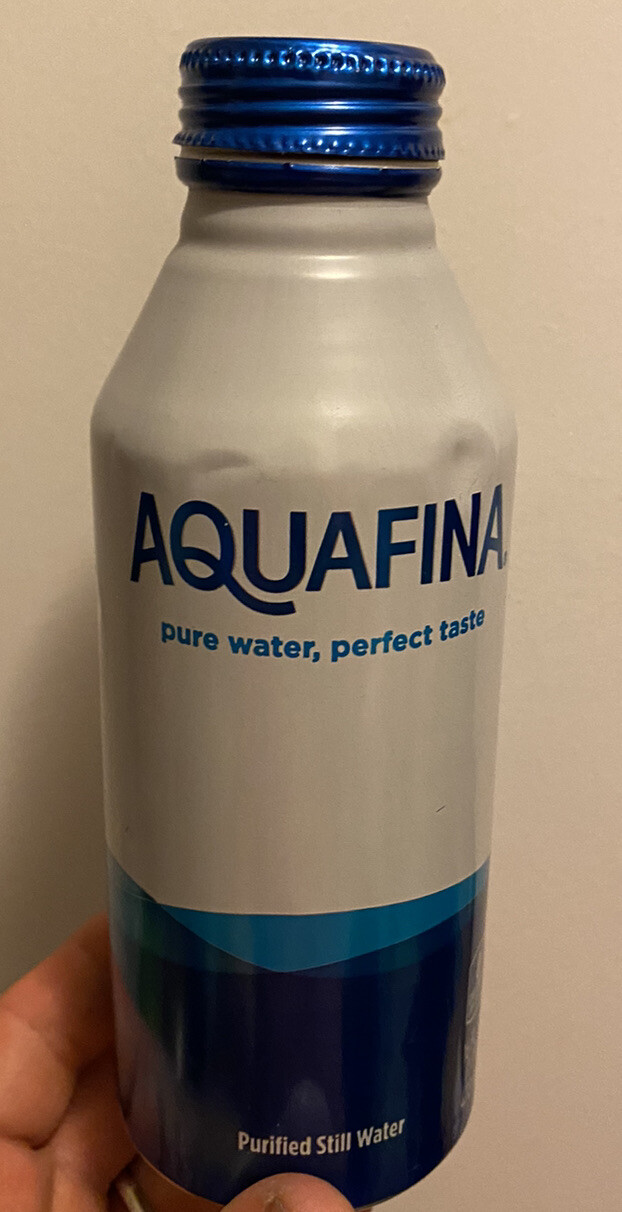 AQUAFINA
pure water, perfect taste
Purified Still Water